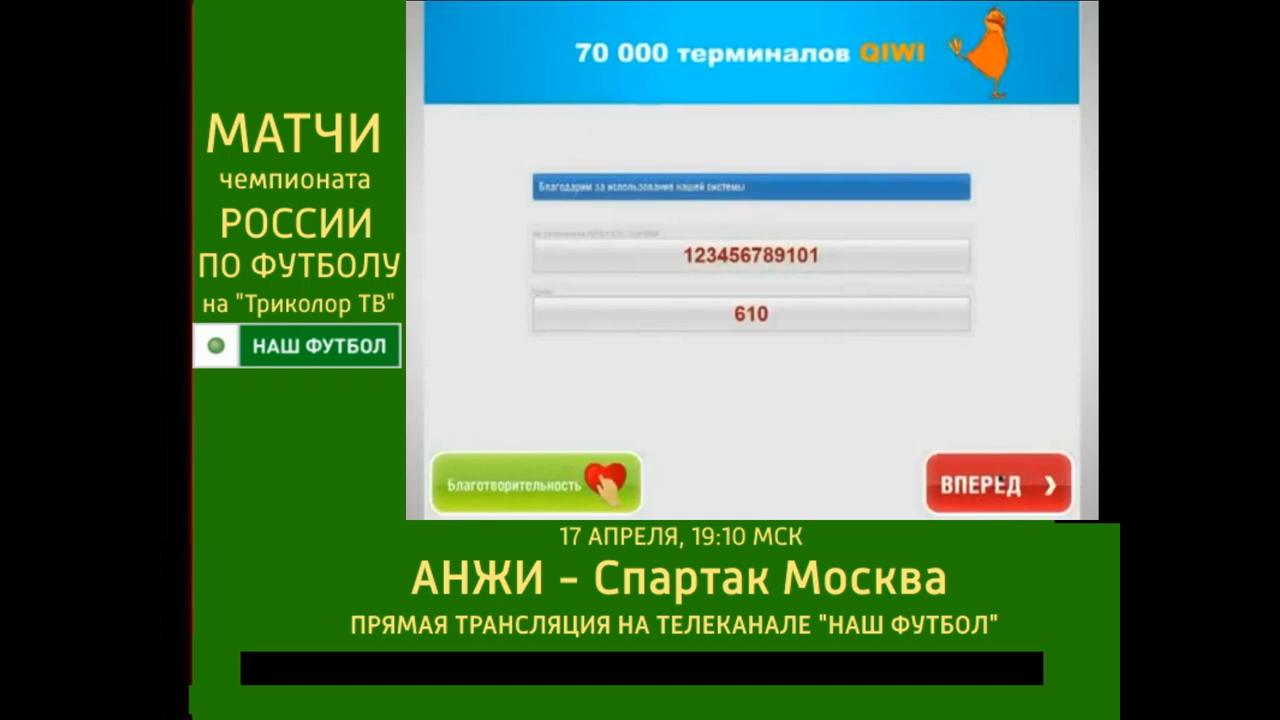 МАТЧИ
чемпионата
РОССИИ
ПО ФУТБОЛУ
на "Триколор ТВ"
НАШ ФУТБОЛ
70 000 терминалов QIWI
Благодарим за использование нашей системы
123456789101
610
Благотворительность
ВПЕРЕД
17 АПРЕЛЯ, 19:10 МСК
АНЖИ - Спартак Москва
ПРЯМАЯ ТРАНСЛЯЦИЯ НА ТЕЛЕКАНАЛЕ "НАШ ФУТБОЛ"